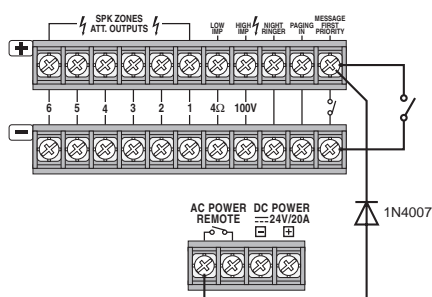 SPK ZONES
ATT. OUTPUTS
LOW IMP
HIGH IMP
NIGHT RINGER
PAGING IN
MESSAGE FIRST PRIORITY
+
6 5 4 3 2 1 4Ω 100V
−
AC POWER REMOTE
DC POWER
24V/20A
− +
1N4007